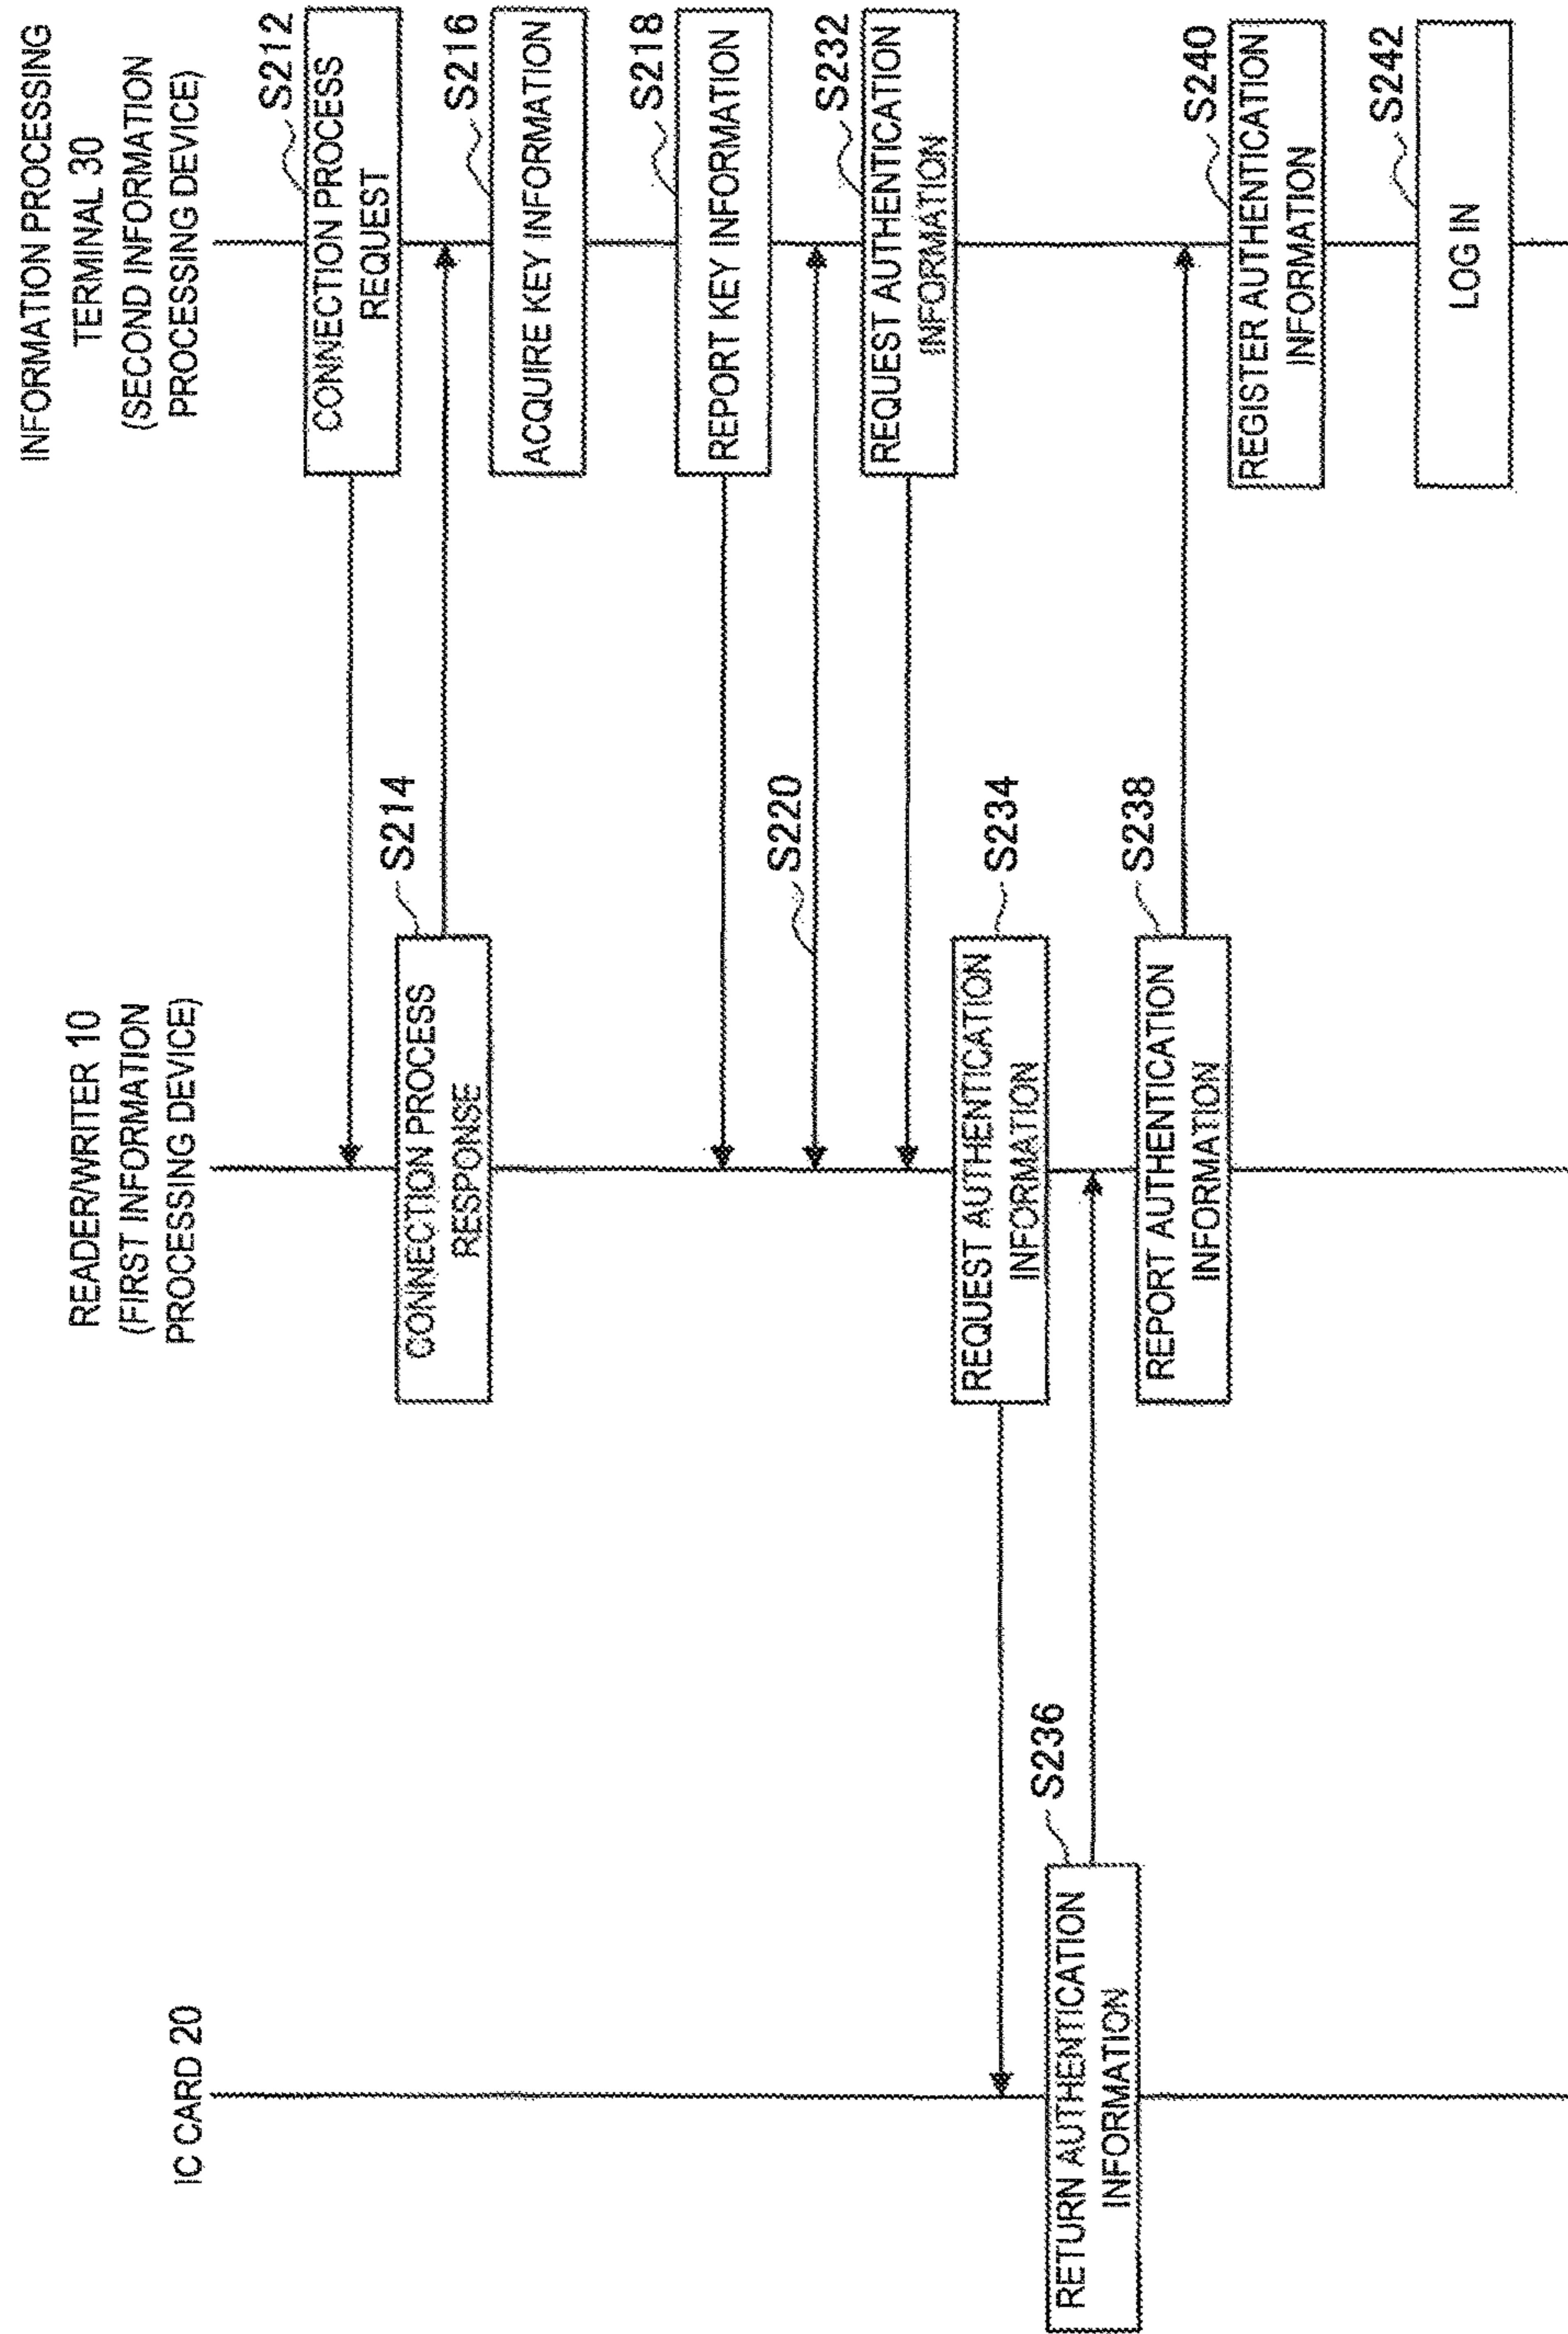 IC CARD 20
READER/WRITER 10
(FIRST INFORMATION
PROCESSING DEVICE)
INFORMATION PROCESSING
TERMINAL 30
(SECOND INFORMATION
PROCESSING DEVICE)
S212
CONNECTION PROCESS
REQUEST
S214
CONNECTION PROCESS
RESPONSE
S216
ACQUIRE KEY INFORMATION
S218
REPORT KEY INFORMATION
S220
S232
REQUEST AUTHENTICATION
INFORMATION
S234
REQUEST AUTHENTICATION
INFORMATION
S236
RETURN AUTHENTICATION
INFORMATION
S238
REPORT AUTHENTICATION
INFORMATION
S240
REGISTER AUTHENTICATION
INFORMATION
S242
LOG IN